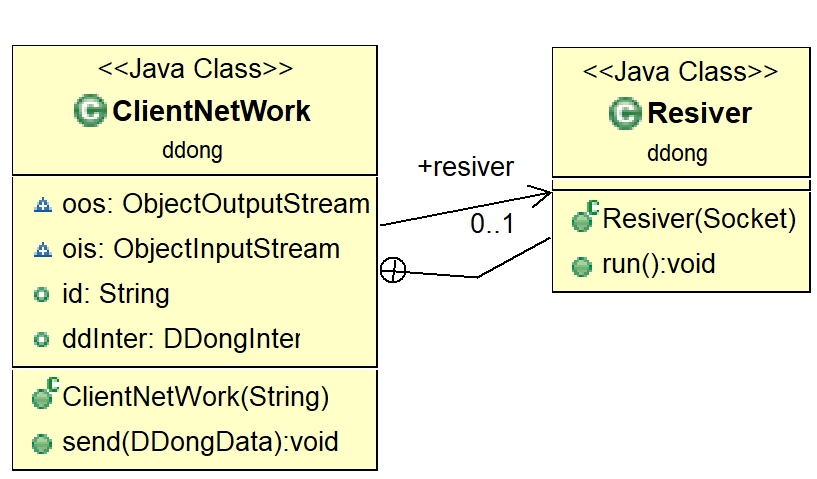 <<Java Class>>
ClientNetWork
ddong
oos: ObjectOutputStream
ois: ObjectInputStream
id: String
ddInter: DDongInter
ClientNetWork(String)
send(DDongData):void
+resiver
0..1
<<Java Class>>
Resiver
ddong
Resiver(Socket)
run():void